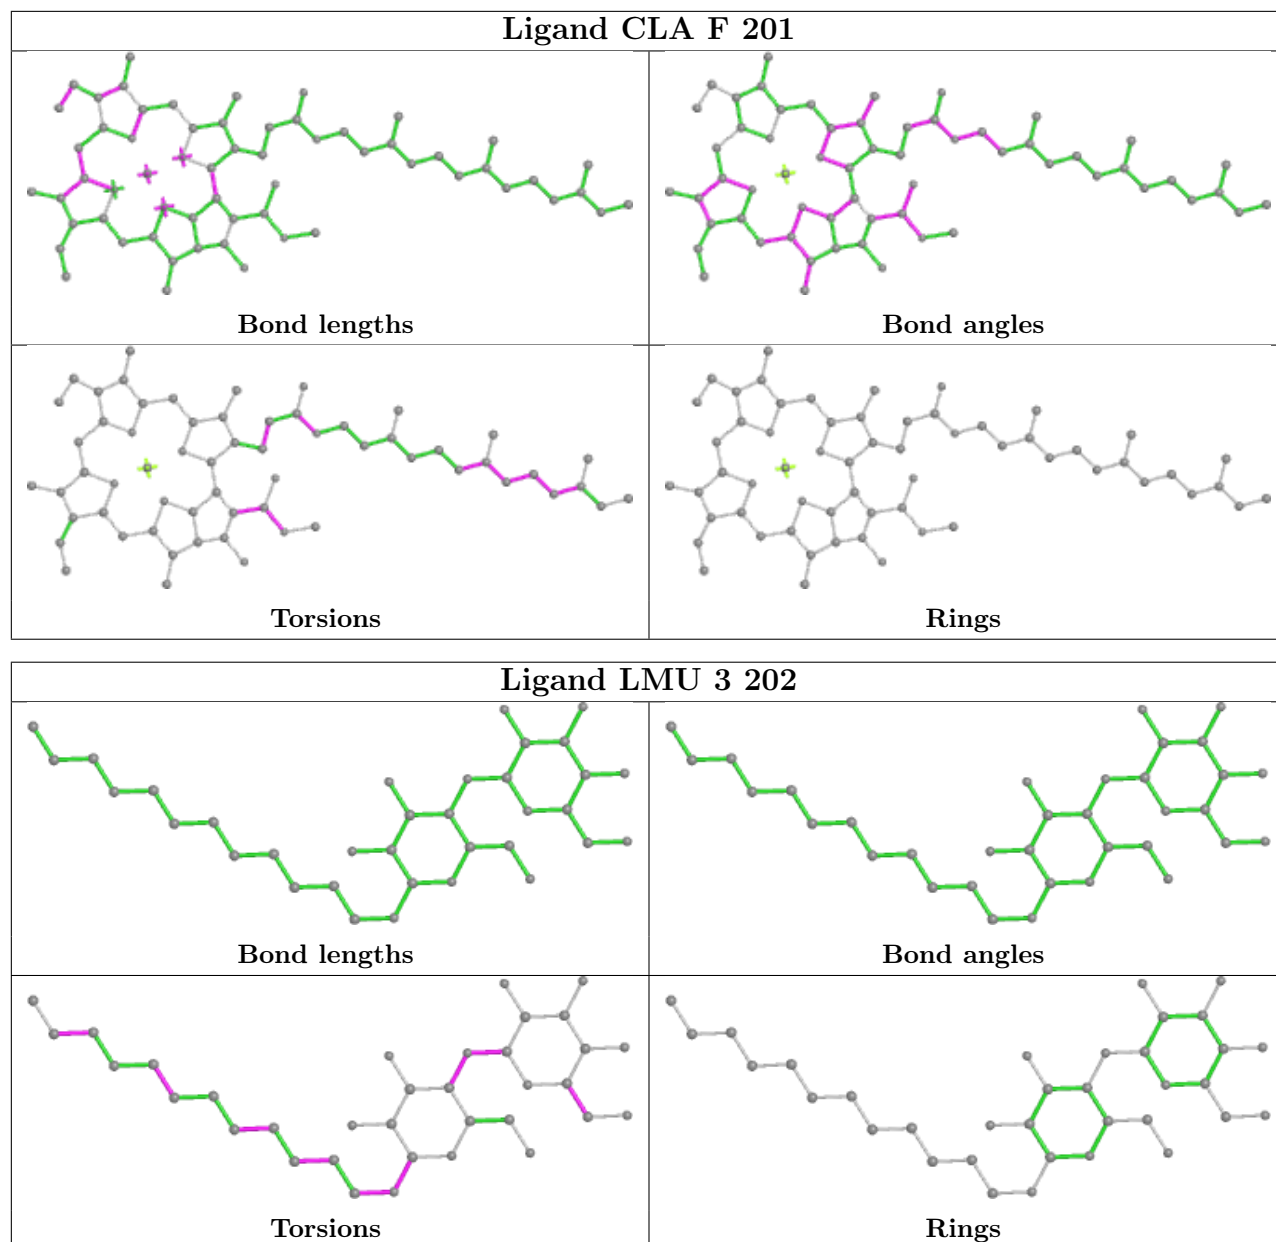 Ligand CLA F 201
Bond lengths
Bond angles
Torsions
Rings
Ligand LMU 3 202
Bond lengths
Bond angles
Torsions
Rings